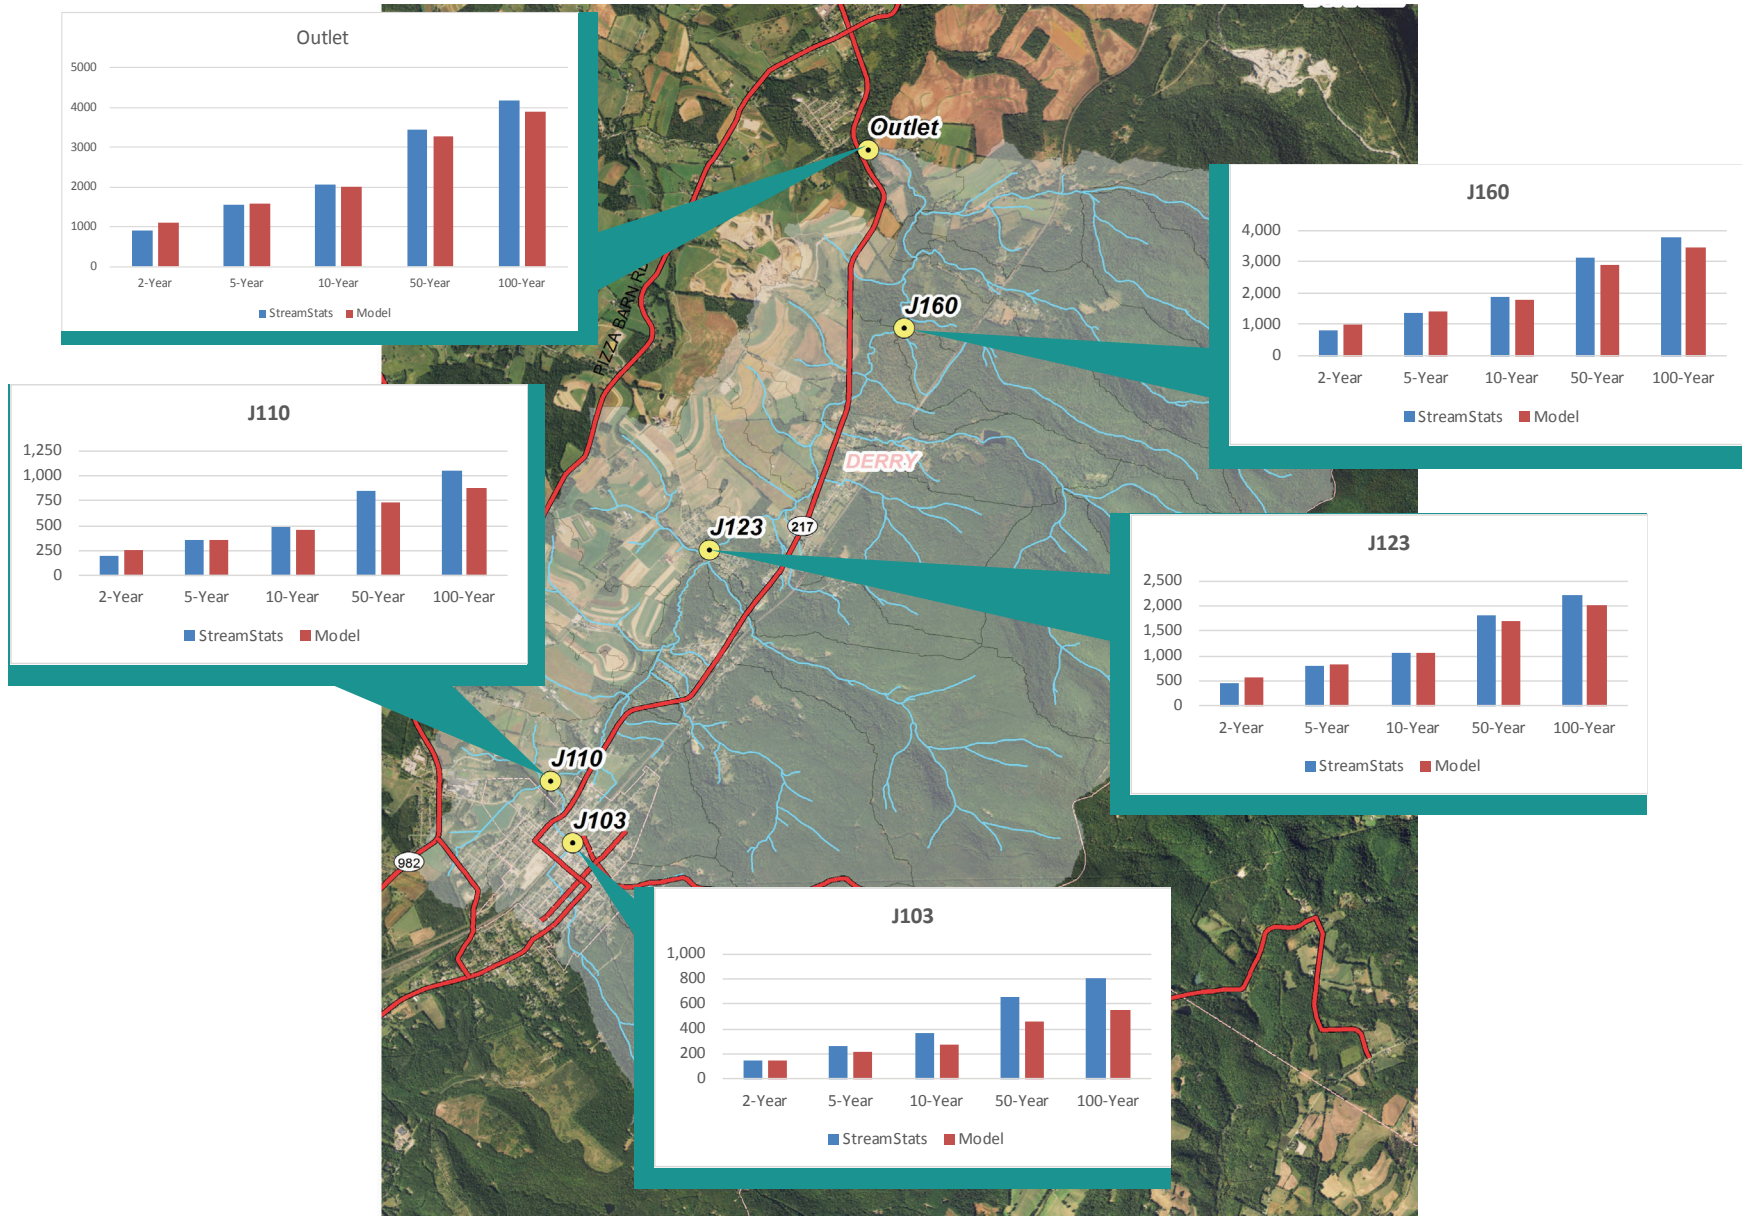 Outlet
5000
4000
3000
2000
1000
0
2-Year 5-Year 10-Year 50-Year 100-Year
StreamStats Model
Outlet
J160
4,000
3,000
2,000
1,000
0
2-Year 5-Year 10-Year 50-Year 100-Year
StreamStats Model
PIZZA BARN RD
J160
J110
1,250
1,000
750
500
250
0
2-Year 5-Year 10-Year 50-Year 100-Year
StreamStats Model
DERRY
J123
217
J123
2,500
2,000
1,500
1,000
500
0
2-Year 5-Year 10-Year 50-Year 100-Year
StreamStats Model
J110
J103
982
J103
1,000
800
600
400
200
0
2-Year 5-Year 10-Year 50-Year 100-Year
StreamStats Model